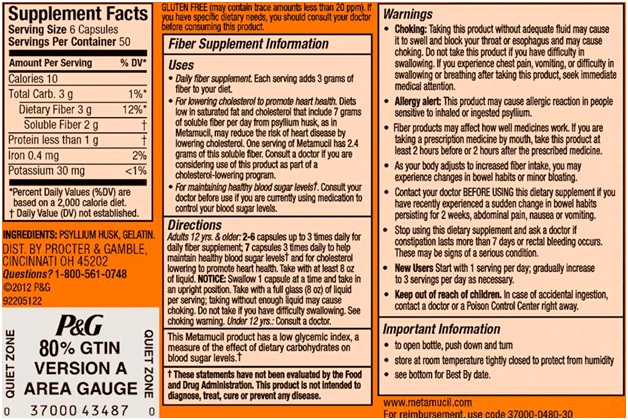 Supplement Facts
Serving Size 6 Capsules
Servings Per Container 50
Amount Per Serving % DV*
Calories 10
Total Carb. 3 g 1%*
Dietary Fiber 3 g 12%*
Soluble Fiber 2 g †
Protein less than 1 g †
Iron 0.4 mg 2%
Potassium 30 mg <1%
*Percent Daily Values (%DV) are
based on a 2,000 calorie diet.
† Daily Value (DV) not established.
INGREDIENTS: PSYLLIUM HUSK, GELATIN.
DIST. BY PROCTER & GAMBLE,
CINCINNATI OH 45202
Questions? 1-800-561-0748
©2012 P&G
92205122
QUIET ZONE
P&G
80% GTIN
VERSION A
AREA GAUGE
QUIET ZONE
0 37000 43487 0
GLUTEN FREE (may contain trace amounts less than 20 ppm). If
you have specific dietary needs, you should consult your doctor
before consuming this product.
Fiber Supplement Information
Uses
• Daily fiber supplement. Each serving adds 3 grams of
fiber to your diet.
• For lowering cholesterol to promote heart health. Diets
low in saturated fat and cholesterol that include 7 grams
of soluble fiber per day from psyllium husk, as in
Metamucil, may reduce the risk of heart disease by
lowering cholesterol. One serving of Metamucil has 2.4
grams of this soluble fiber. Consult a doctor if you are
considering use of this product as part of a
cholesterol-lowering program.
• For maintaining healthy blood sugar levels†. Consult your
doctor before use if you are currently using medication to
control your blood sugar levels.
Directions
Adults 12 yrs. & older: 2-6 capsules up to 3 times daily for
daily fiber supplement; 7 capsules 3 times daily to help
maintain healthy blood sugar levels† and for cholesterol
lowering to promote heart health. Take with at least 8 oz
of liquid. NOTICE: Swallow 1 capsule at a time and take in
an upright position. Take with a full glass (8 oz) of liquid
per serving; taking without enough liquid may cause
choking. Do not take if you have difficult swallowing. See
choking warning. Under 12 yrs.: Consult a doctor.
This Metamucil product has a low glycemic index, a
measure of the effect of dietary carbohydrates on
blood sugar levels.†
† These statements have not been evaluated by the Food
and Drug Administration. This product is not intended to
diagnose, treat, cure or prevent any disease.
Warnings
• Choking: Taking this product without adequate fluid may cause
it to swell and block your throat or esophagus and may cause
choking. Do not take this product if you have difficulty in
swallowing. If you experience chest pain, vomiting, or difficulty in
swallowing or breathing after taking this product, seek immediate
medical attention.
• Allergy alert: This product may cause allergic reaction in people
sensitive to inhaled or ingested psyllium.
• Fiber products may affect how well medicines work. If you are
taking a prescription medicine by mouth, take this product at
least 2 hours before or 2 hours after the prescribed medicine.
• As your body adjusts to increased fiber intake, you may
experience changes in bowel habits or minor bloating.
• Contact your doctor BEFORE USING this dietary supplement if you
have recently experienced a sudden change in bowel habits
persisting for 2 weeks, abdominal pain, nausea or vomiting.
• Stop using this dietary supplement and ask a doctor if
constipation lasts more than 7 days or rectal bleeding occurs.
These may be signs of a serious condition.
• New Users Start with 1 serving per day; gradually increase
to 3 servings per day as necessary.
• Keep out of reach of children. In case of accidental ingestion,
contact a doctor or a Poison Control Center right away.
Important Information
• to open bottle, push down and turn
• store at room temperature tightly closed to protect from humidity
• see bottom for Best By date.
www.metamucil.com
For reimbursement, use code 37000-0480-30